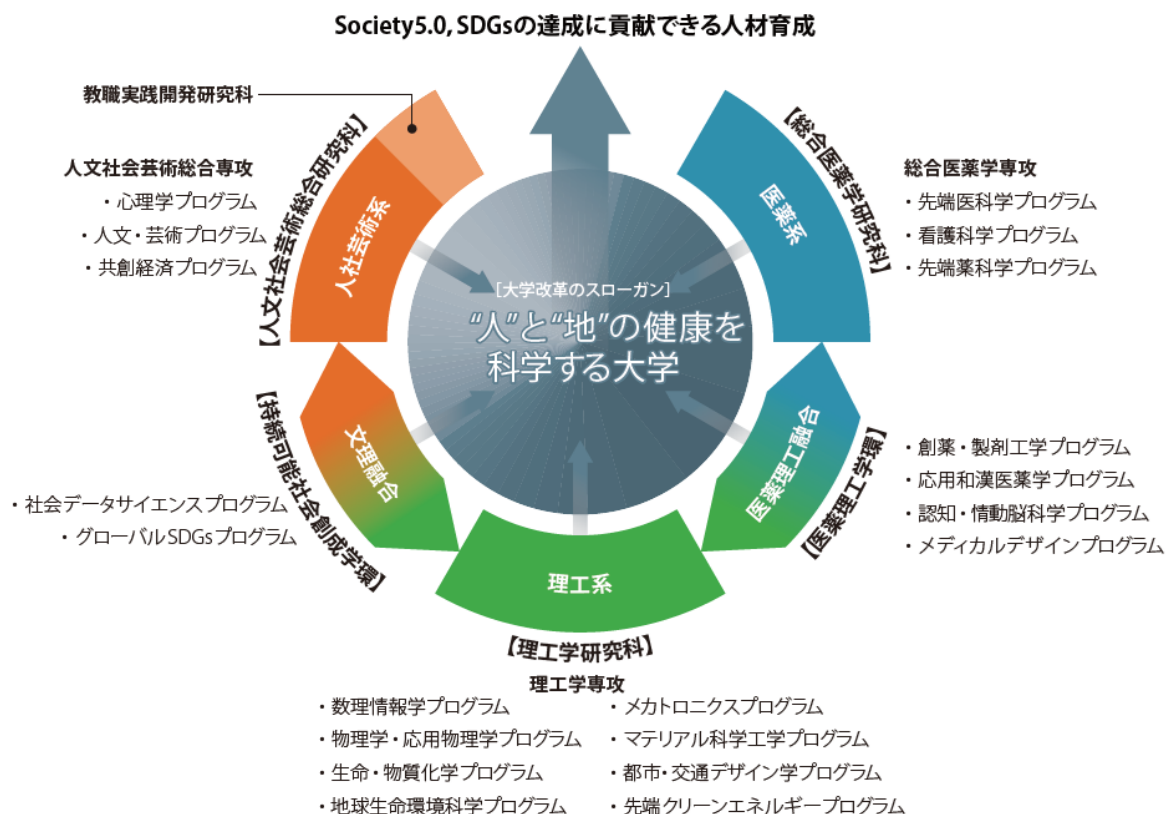 Society5.0, SDGsの達成に貢献できる人材育成
教職実践開発研究科
【人文社会芸術総合研究科】
人文社会芸術総合専攻
・心理学プログラム
・人文・芸術プログラム
・共創経済プログラム
人社芸術系
【総合医薬学研究科】
医薬系
総合医薬学専攻
・先端医科学プログラム
・看護科学プログラム
・先端薬科学プログラム
［大学改革のスローガン］
“人”と“地”の健康を
科学する大学
【持続可能社会創成学環】
文理融合
・社会データサイエンスプログラム
・グローバルSDGsプログラム
医薬理工融合
【医薬理工学環】
・創薬・製剤工学プログラム
・応用和漢医薬学プログラム
・認知・情動脳科学プログラム
・メディカルデザインプログラム
理工系
【理工学研究科】
理工学専攻
・数理情報学プログラム
・物理学・応用物理学プログラム
・生命・物質化学プログラム
・地球生命環境科学プログラム
・メカトロニクスプログラム
・マテリアル科学工学プログラム
・都市・交通デザイン学プログラム
・先端クリーンエネルギープログラム